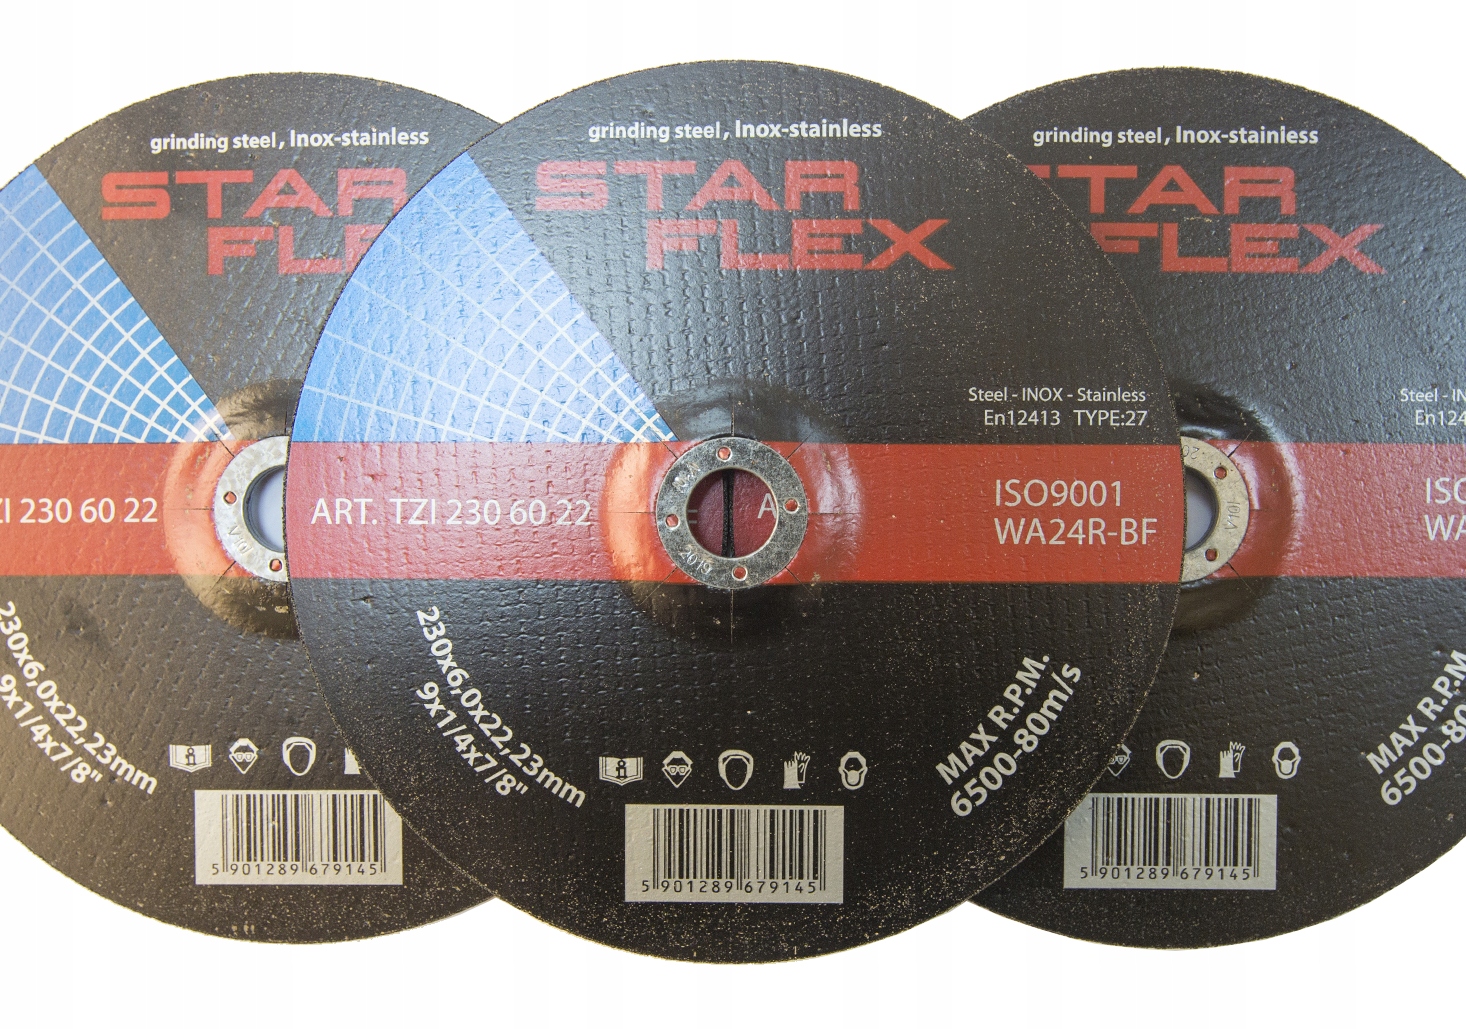 grinding steel, Inox-stainless
STAR
FLE
ZI 230 60 22
V10
230x6,0x22,23mm
9x1/4x7/8"
5 901289 679145
grinding steel, Inox-stainless
STAR
FLEX
Steel - INOX - Stainless
En12413 TYPE:27
ART. TZI 230 60 22
A
ISO9001
WA24R-BF
2019
230x6,0x22,23mm
9x1/4x7/8"
MAX R.P.M.
6500-80m/s
5 901289 679145
grinding steel, Inox-stainless
TAR
FLEX
Steel - IN
En124
ISO
WA
MAX R.P.M
6500-80
5 901289 679145